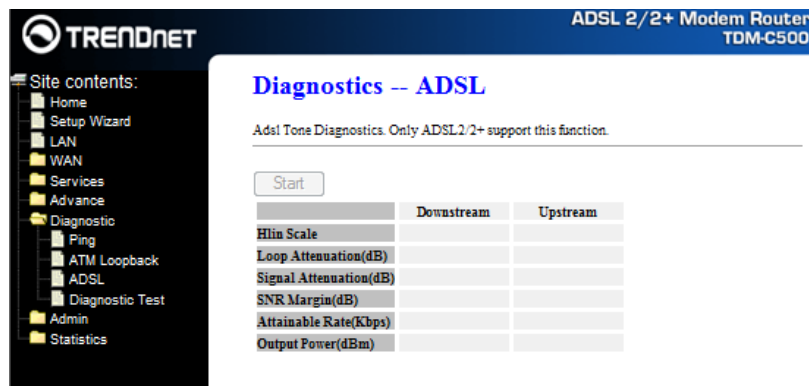 TRENDNET
ADSL 2/2+ Modem Router
TDM-C500
Site contents:
Home
Setup Wizard
LAN
WAN
Services
Advance
Diagnostic
Ping
ATM Loopback
ADSL
Diagnostic Test
Admin
Statistics
Diagnostics -- ADSL
Adsl Tone Diagnostics. Only ADSL2/2+ support this function.
Start
Downstream Upstream
Hlin Scale
Loop Attenuation(dB)
Signal Attenuation(dB)
SNR Margin(dB)
Attainable Rate(Kbps)
Output Power(dBm)